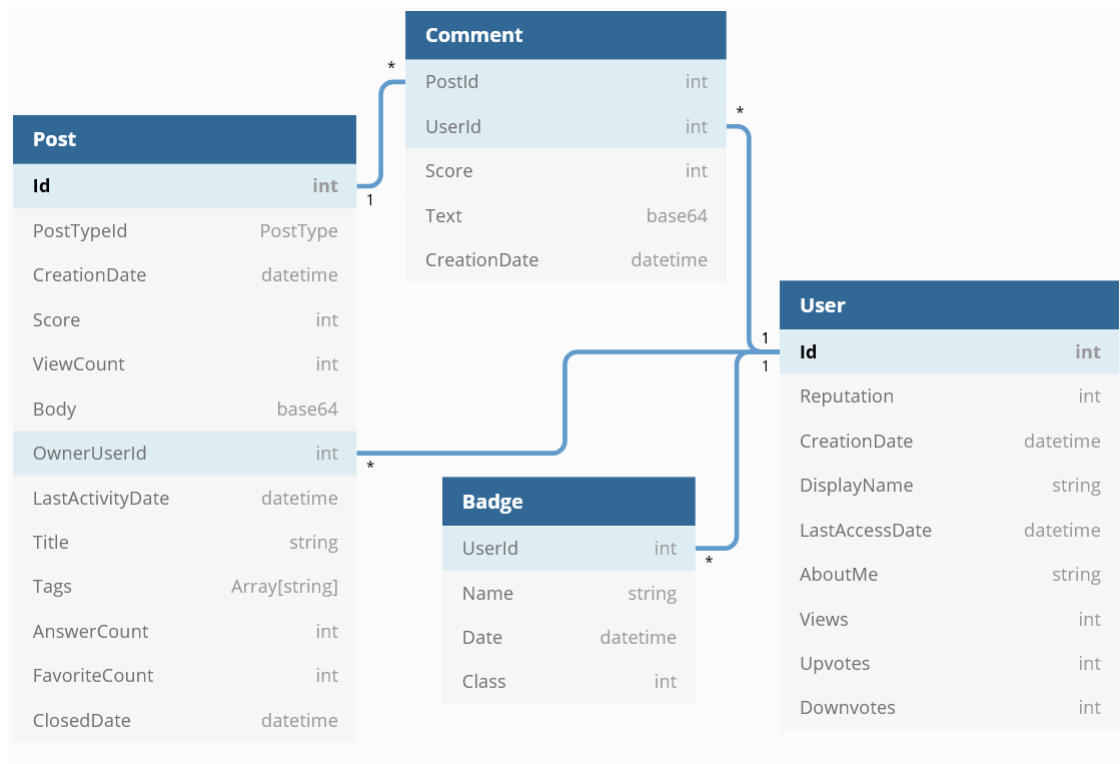 Comment
* PostId int
UserId int *
Score int
Text base64
CreationDate datetime
Post
Id int 1
PostTypeId PostType
CreationDate datetime
Score int
ViewCount int
Body base64
OwnerUserId int *
LastActivityDate datetime
Title string
Tags Array[string]
AnswerCount int
FavoriteCount int
ClosedDate datetime
Badge
UserId int *
Name string
Date datetime
Class int
User
1
Id int
1
Reputation int
CreationDate datetime
DisplayName string
LastAccessDate datetime
AboutMe string
Views int
Upvotes int
Downvotes int